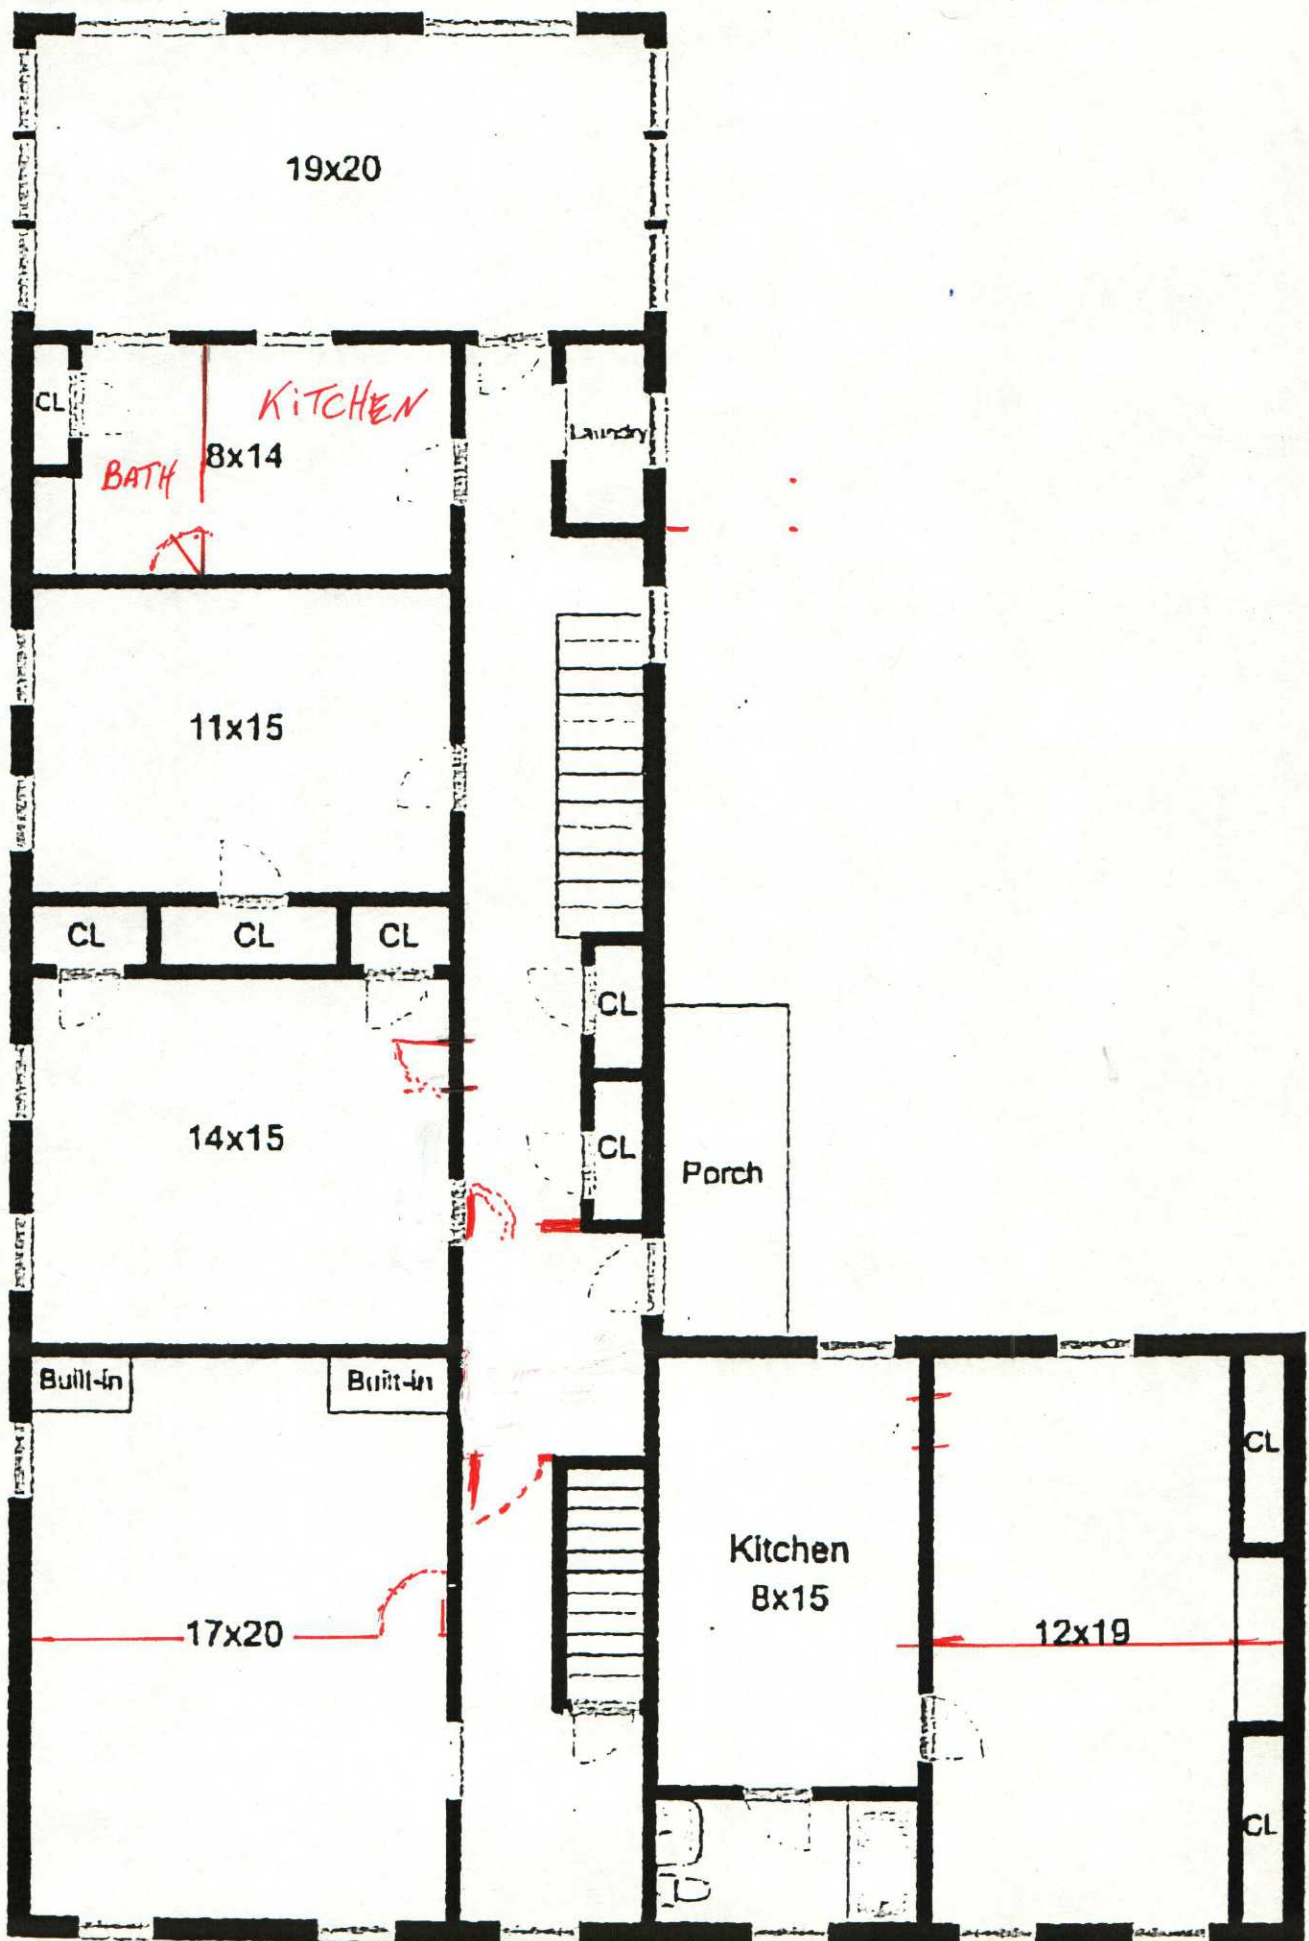 19x20
CL
KiTCHEN
8x14
BATH
Laundry
11x15
CL
CL
CL
CL
14x15
CL
Porch
Built-in
Built-in
CL
Kitchen
8x15
17x20
12x19
CL